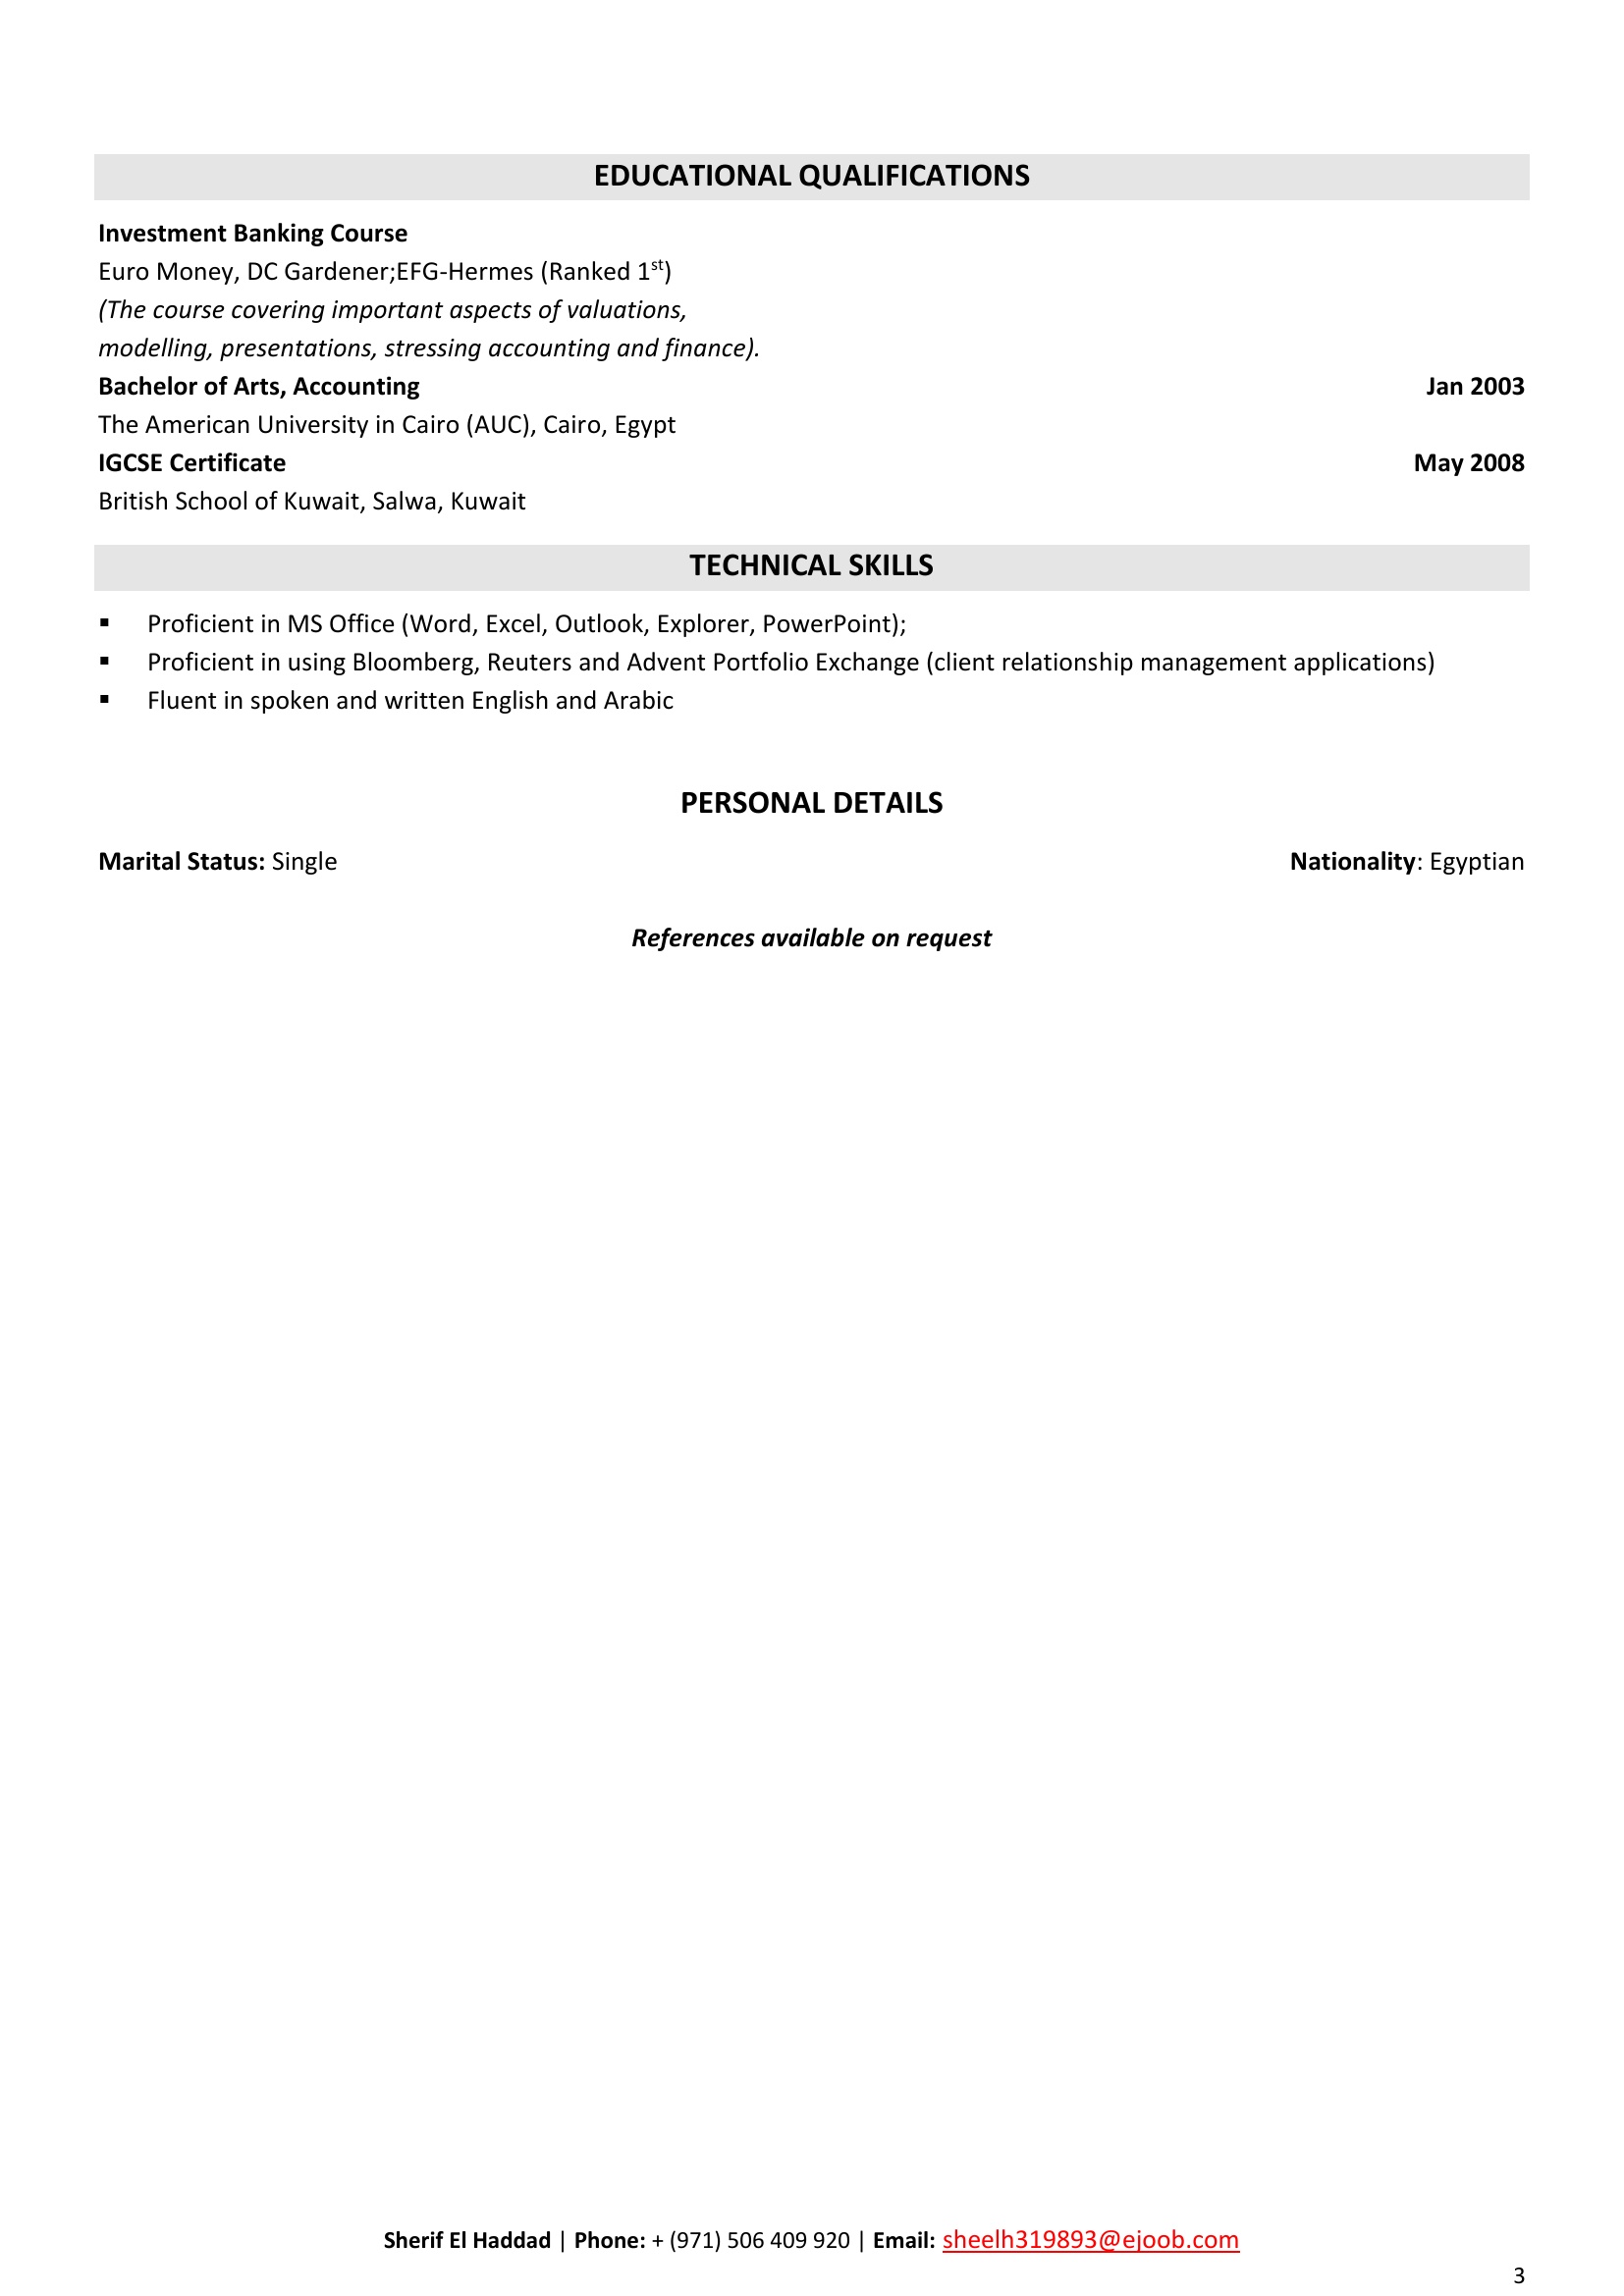 EDUCATIONAL QUALIFICATIONS
Investment Banking Course
Euro Money, DC Gardener;EFG-Hermes (Ranked 1st)
(The course covering important aspects of valuations,
modelling, presentations, stressing accounting and finance).
Bachelor of Arts, Accounting Jan 2003
The American University in Cairo (AUC), Cairo, Egypt
IGCSE Certificate May 2008
British School of Kuwait, Salwa, Kuwait
TECHNICAL SKILLS
▪ Proficient in MS Office (Word, Excel, Outlook, Explorer, PowerPoint);
▪ Proficient in using Bloomberg, Reuters and Advent Portfolio Exchange (client relationship management applications)
▪ Fluent in spoken and written English and Arabic
PERSONAL DETAILS
Marital Status: Single Nationality: Egyptian
References available on request
Sherif El Haddad | Phone: + (971) 506 409 920 | Email: sheelh319893@ejoob.com
3